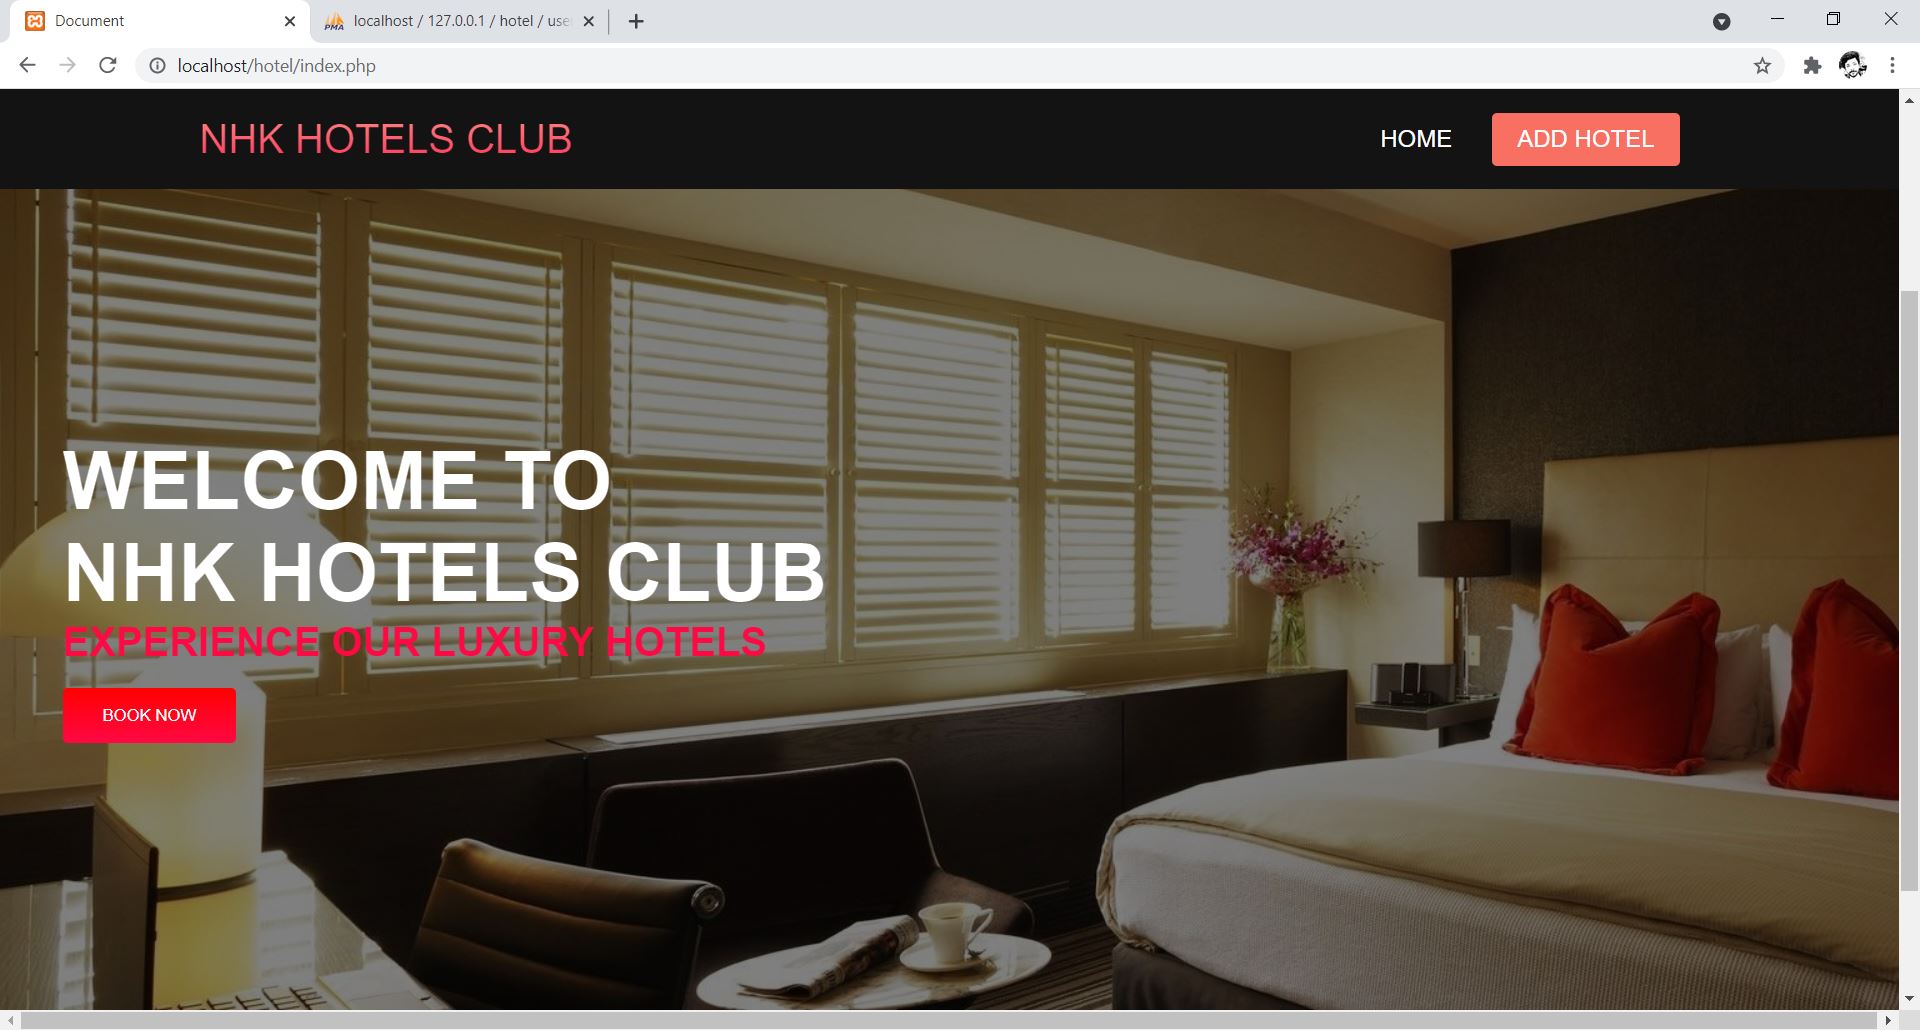 Document
PMA
localhost / 127.0.0.1 / hotel / use
localhost/hotel/index.php
NHK HOTELS CLUB
HOME
ADD HOTEL
WELCOME TO
NHK HOTELS CLUB
EXPERIENCE OUR LUXURY HOTELS
BOOK NOW